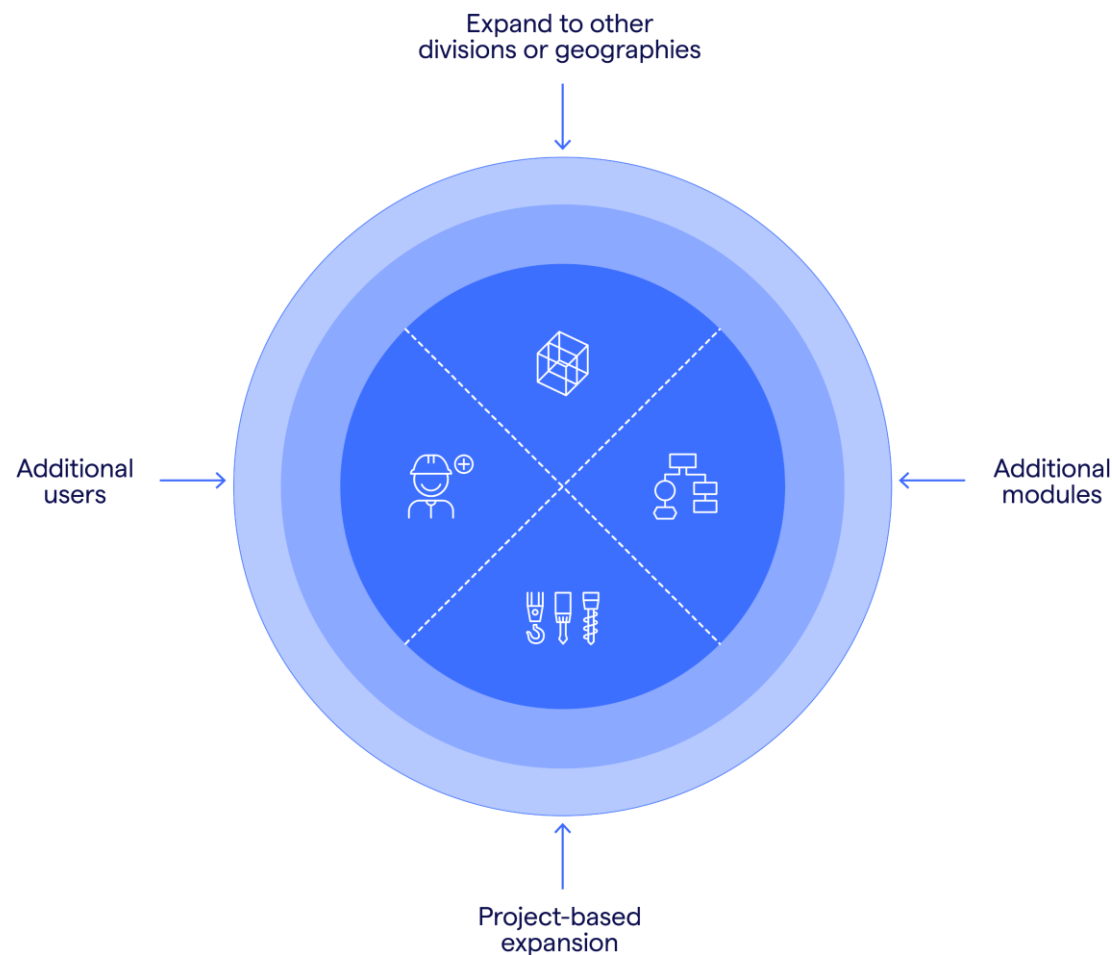 Expand to other
divisions or geographies
Additional
users
Additional
modules
Project-based
expansion